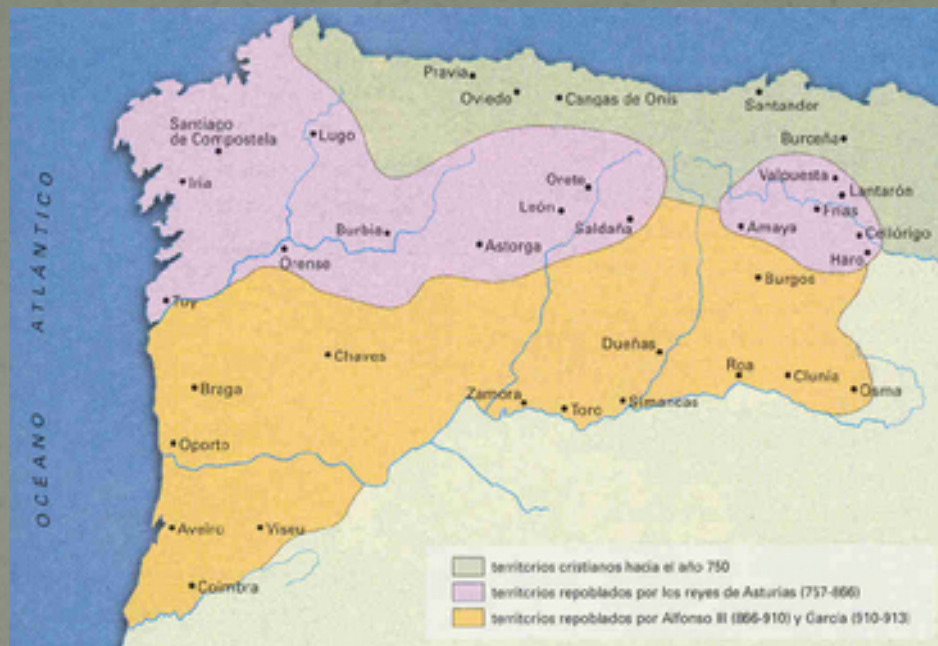 Pravia
Oviedo
Cangas de Onís
Santander
Burceña
Santiago
de Compostela
Lugo
Iria
Orete
León
Saldaña
Burbia
Astorga
Orense
Tuy
Valpuesta
Lantarón
Frías
Amaya
Cellórigo
Haro
Burgos
Chaves
Dueñas
Roa
Clunia
Osma
Braga
Zamora
Toro
Simancas
Oporto
Aveiro
Viseu
Coimbra
OCÉANO ATLÁNTICO
territorios cristianos hacia el año 750
territorios repoblados por los reyes de Asturias (757-866)
territorios repoblados por Alfonso III (866-910) y García (910-913)